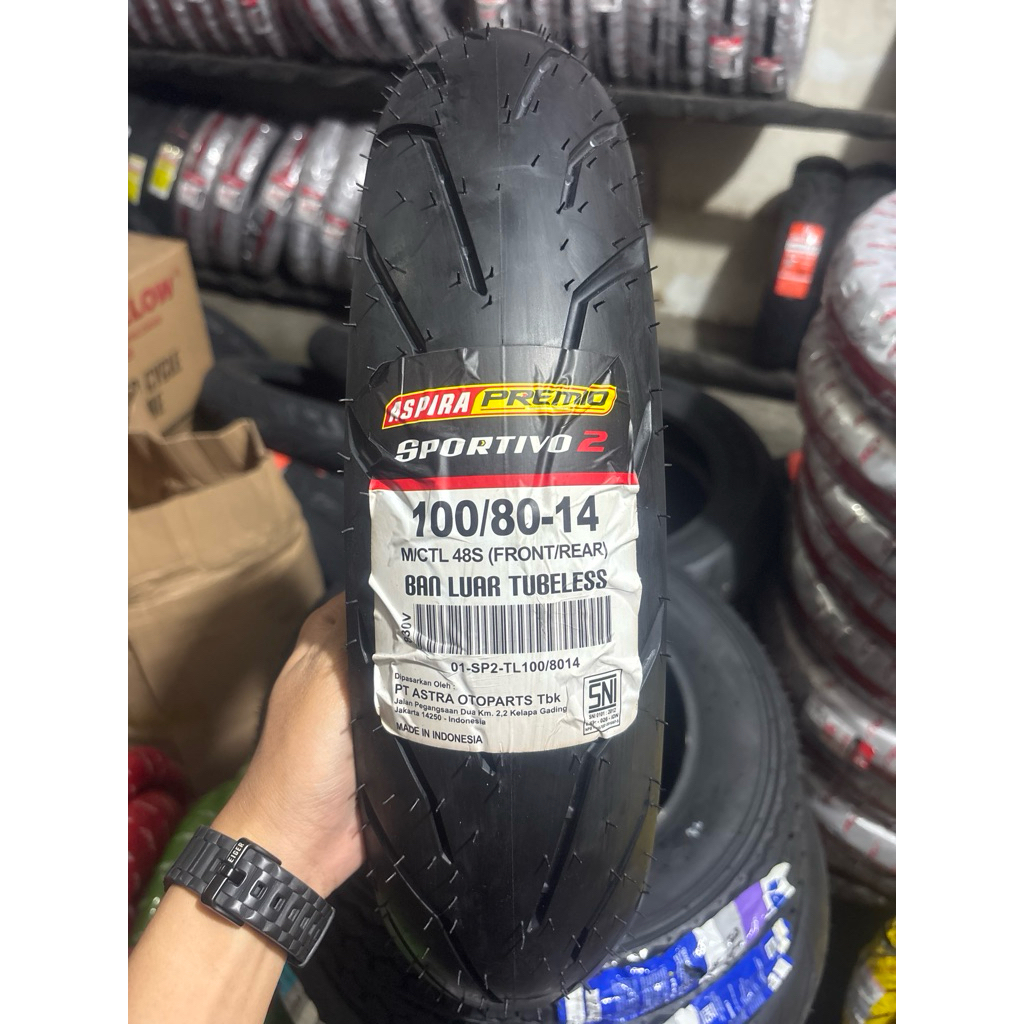 ASPIRA PREMIO
SPORTIVO 2
100/80-14
M/CTL 48S (FRONT/REAR)
BAN LUAR TUBELESS
01-SP2-TL100/8014
Dipasarkan Oleh :
PT ASTRA OTOPARTS Tbk
Jalan Pegangsaan Dua Km. 2,2 Kelapa Gading
Jakarta 14250 - Indonesia
MADE IN INDONESIA
SNI
EIGER
LOW
CYCLE